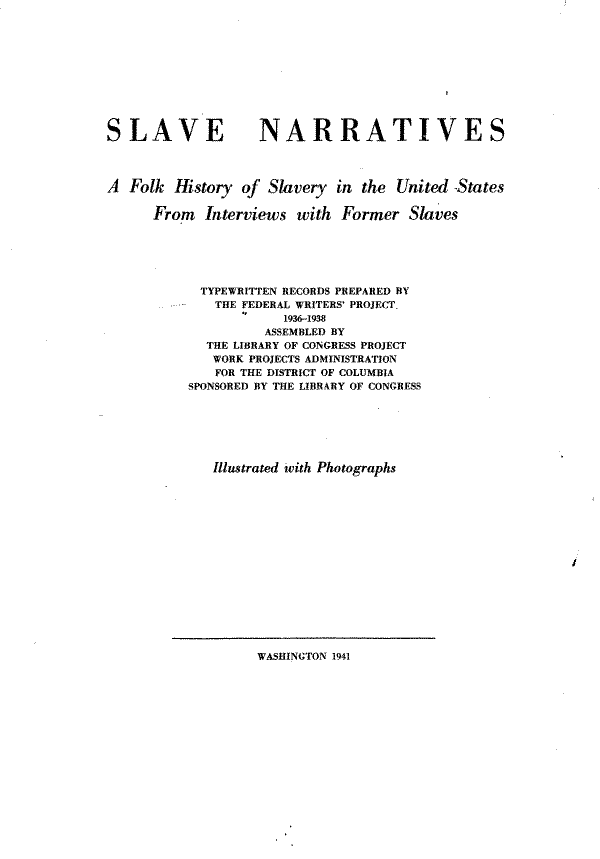 SLAVE NARRATIVES
A Folk History of Slavery in the United States
From Interviews with Former Slaves
TYPEWRITTEN RECORDS PREPARED BY
THE FEDERAL WRITERS' PROJECT
1936-1938
ASSEMBLED BY
THE LIBRARY OF CONGRESS PROJECT
WORK PROJECTS ADMINISTRATION
FOR THE DISTRICT OF COLUMBIA
SPONSORED BY THE LIBRARY OF CONGRESS
Illustrated with Photographs
WASHINGTON 1941